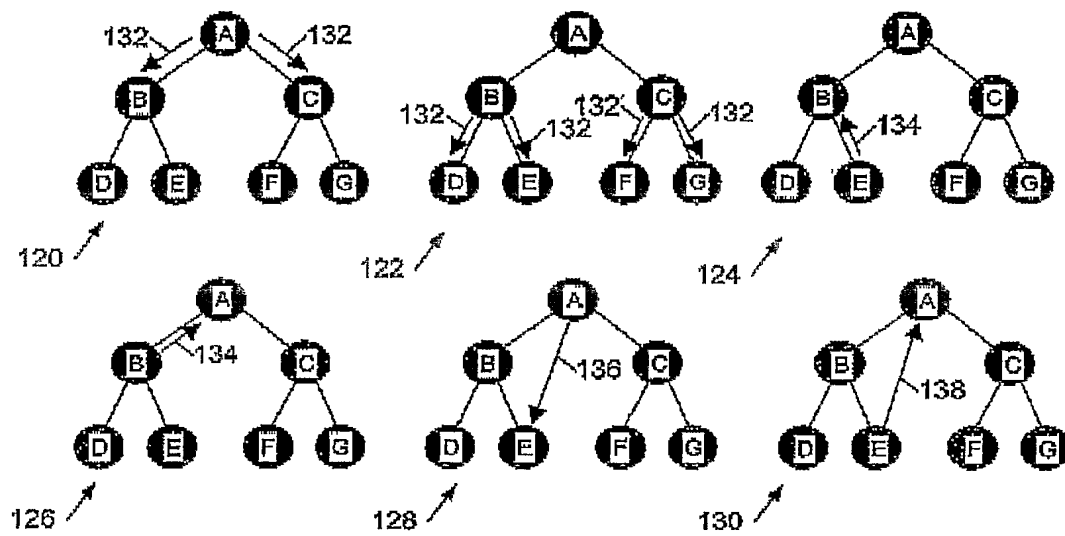 132 A 132
B C
D E F G
120
A
B C
132 132 132 132
D E F G
122
A
B C
134
D E F G
124
A
B 134 C
D E F G
126
A
B 136 C
D E F G
128
A
B 138 C
D E F G
130